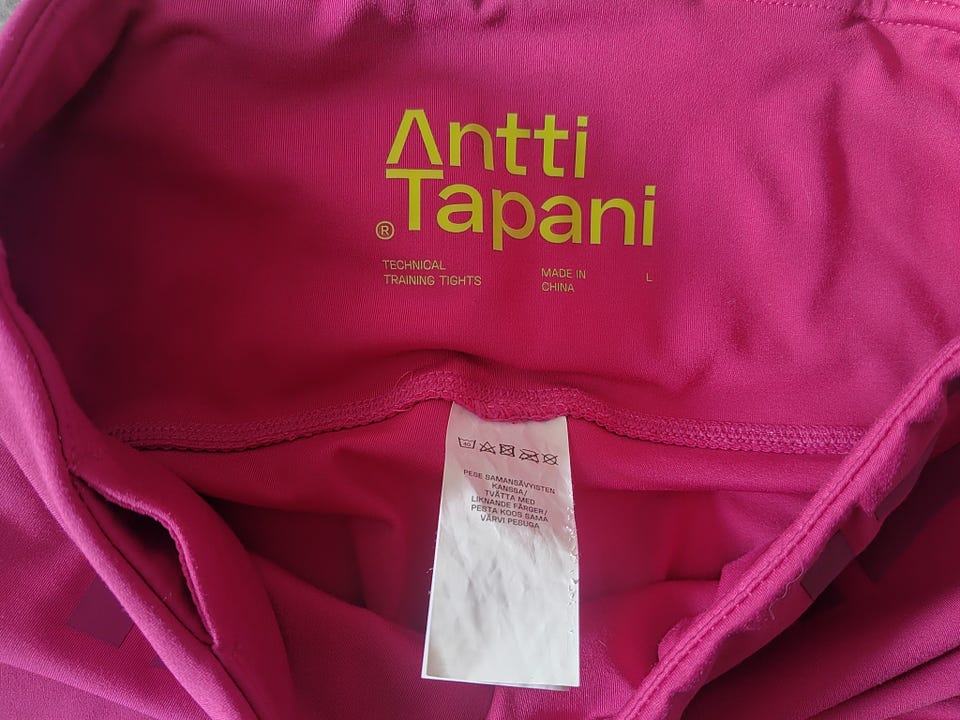 Antti
Tapani
®
TECHNICAL
TRAINING TIGHTS
MADE IN
CHINA
L
40
PESE SAMANSÄVYISTEN
KANSSA/
TVÄTTA MED
LIKNANDE FÄRGER/
PESTA KOOS SAMA
VÄRVI PESUGA